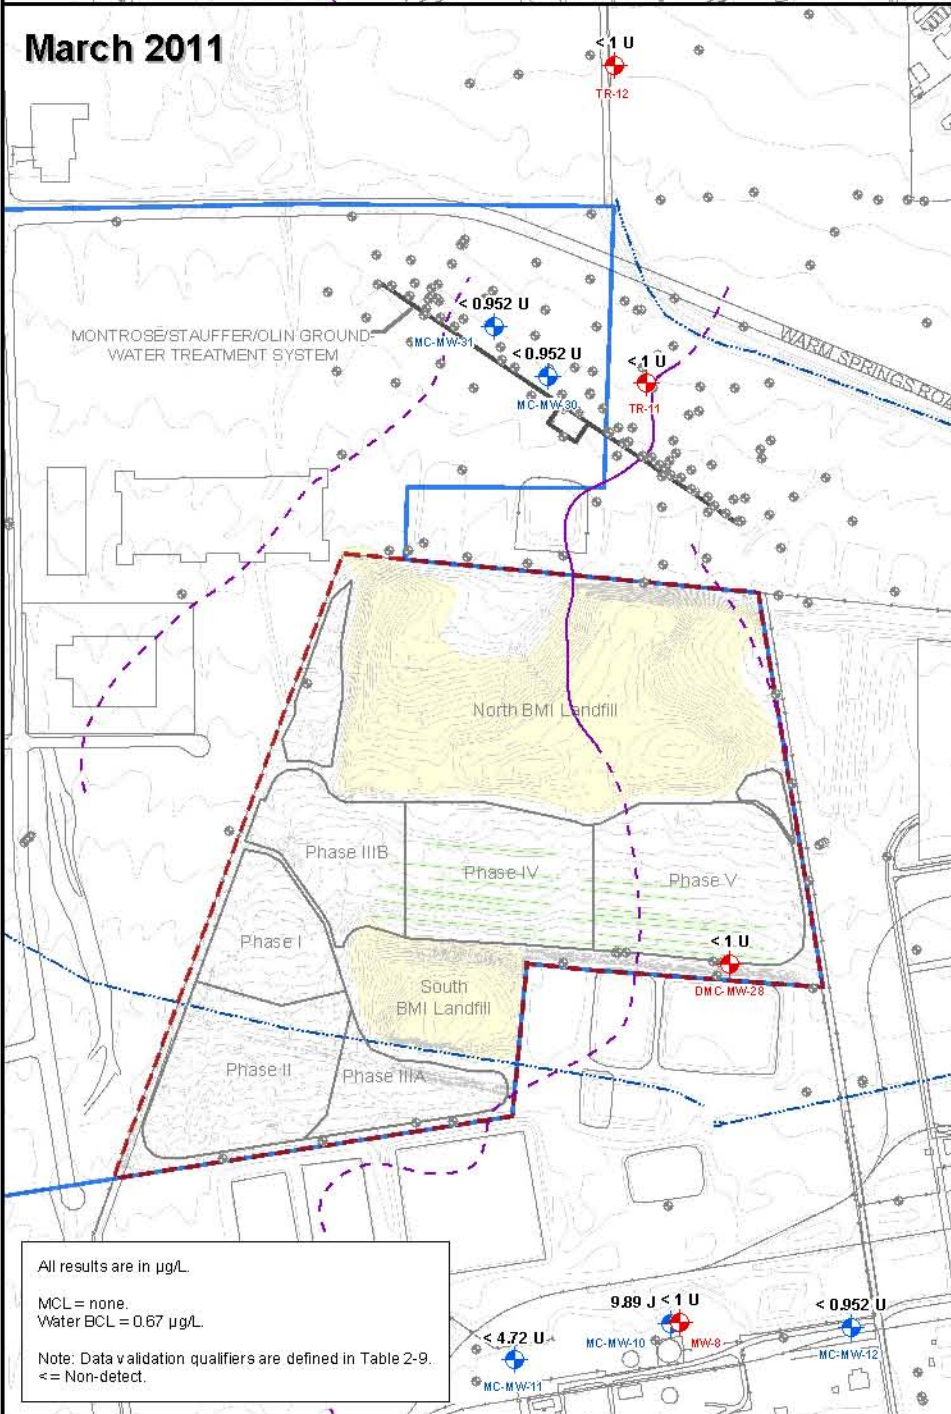 March 2011
< 1 U
TR-12
MONTROSE/STAUFFER/OLIN GROUND-
WATER TREATMENT SYSTEM
< 0.952 U
MC-MW-31
< 0.952 U
MC-MW-30
< 1 U
TR-11
WARM SPRINGS ROA
North BMI Landfill
Phase IIIB
Phase IV
Phase V
Phase I
< 1 U
DMC-MW-28
South
BMI Landfill
Phase II
Phase IIIA
All results are in µg/L.
MCL = none.
Water BCL = 0.67 µg/L.
Note: Data validation qualifiers are defined in Table 2-9.
< = Non-detect.
< 4.72 U
MC-MW-11
9.89 J < 1 U
MC-MW-10 MW-8
< 0.952 U
MC-MW-12